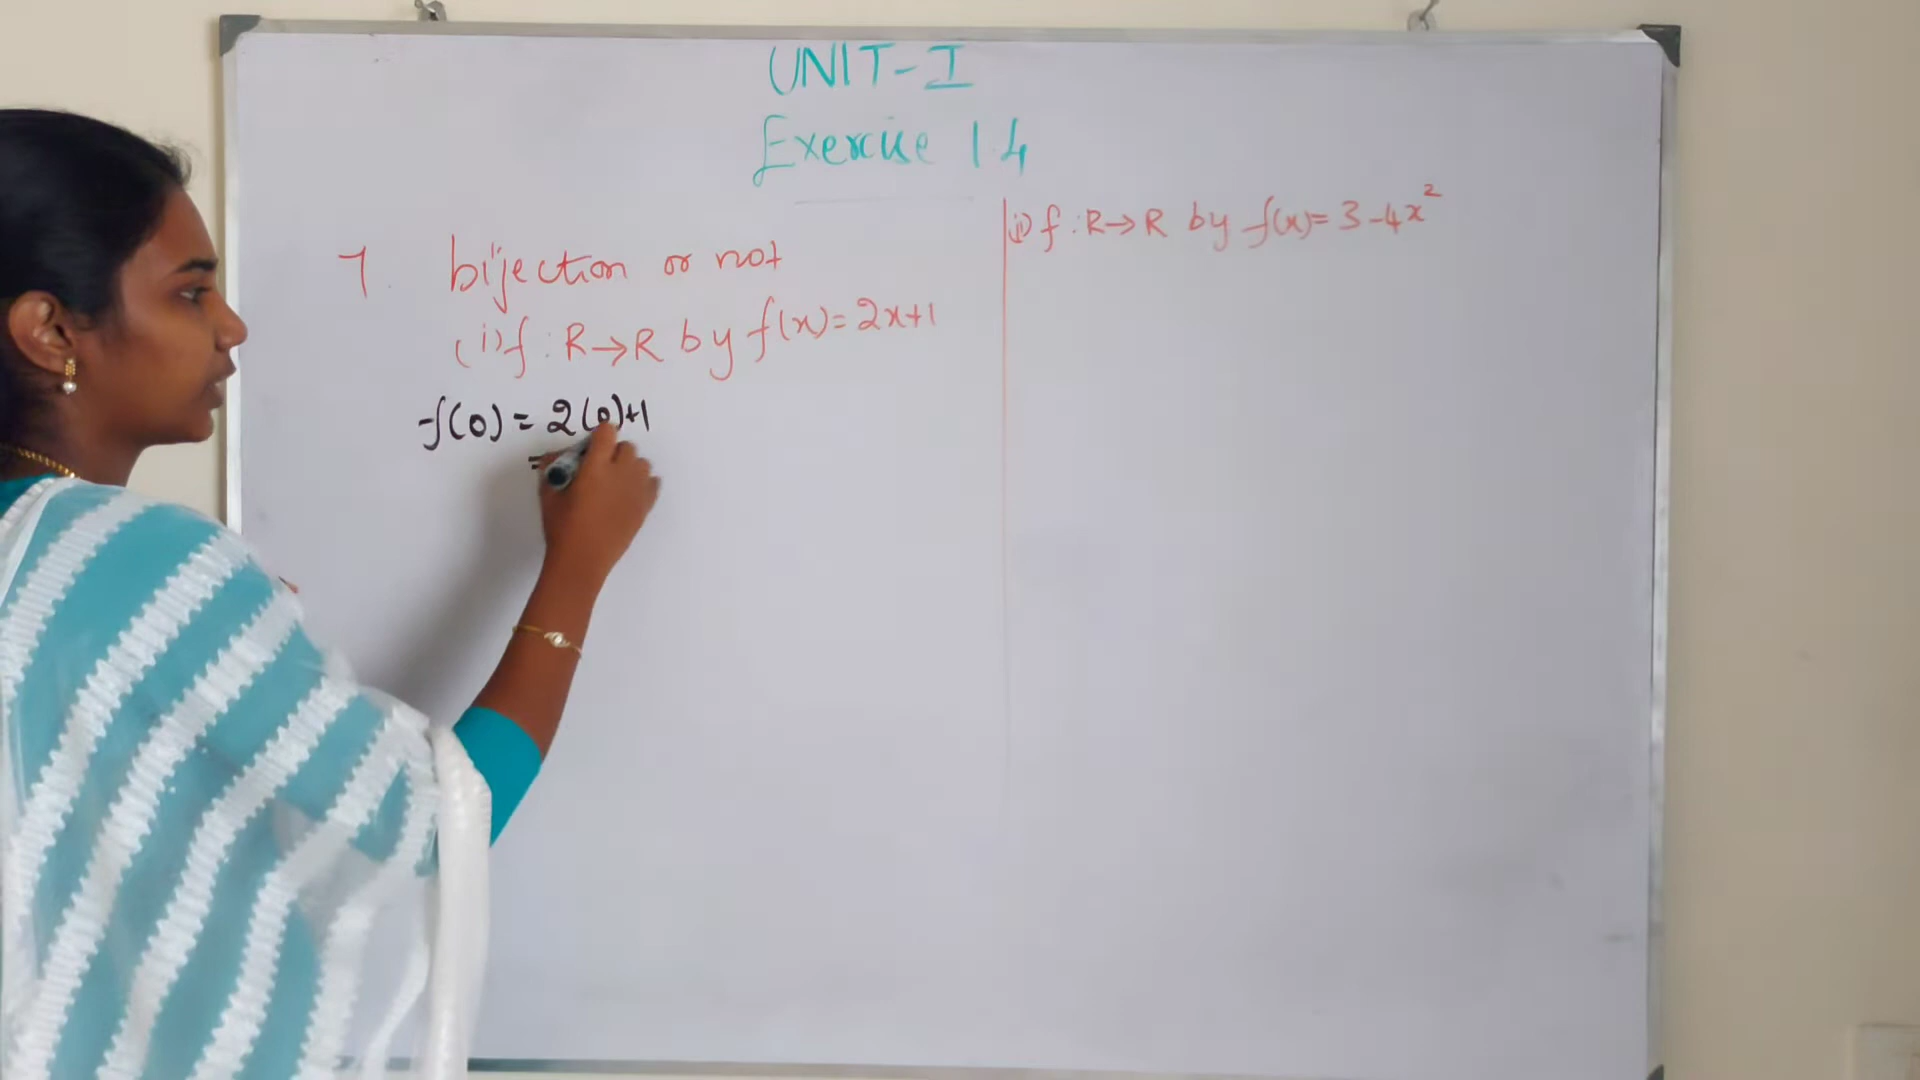 UNIT-I
Exercise 1.4
7. bijection or not
(i) f : R→R by f(x)=2x+1
f(0) = 2(0)+1
=
ii) f : R→R by f(x)= 3-4x²